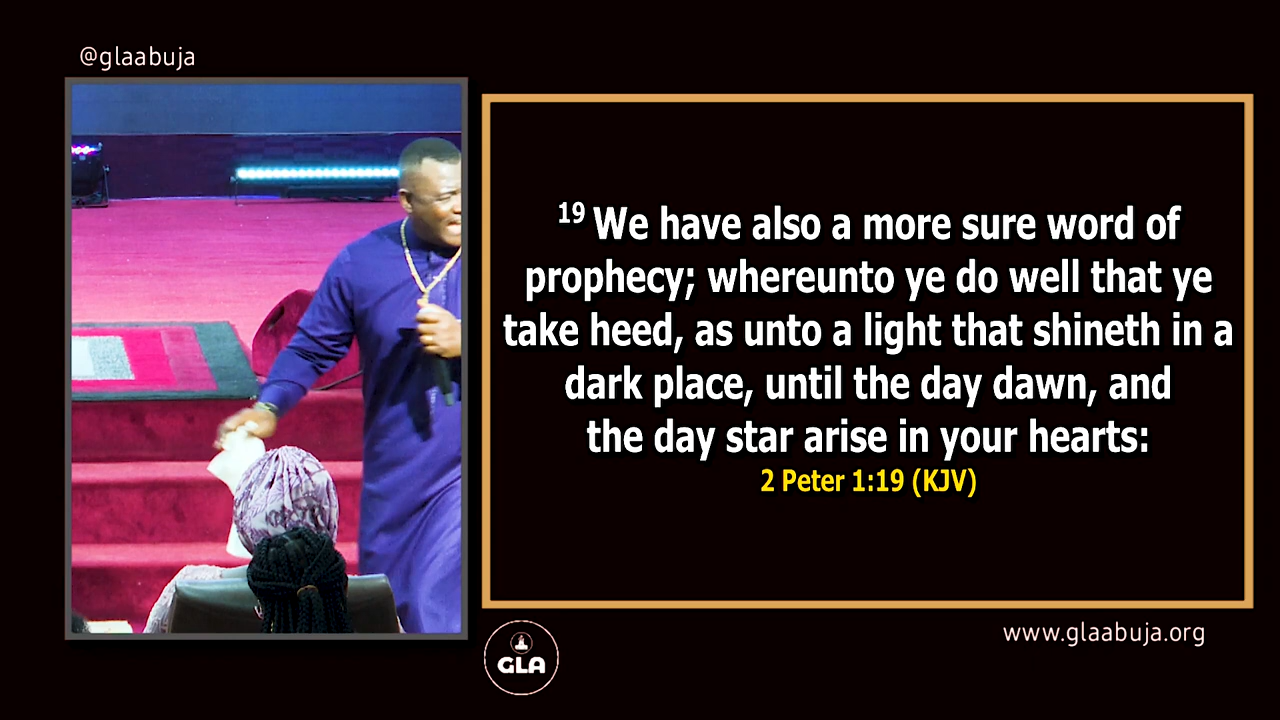 @glaabuja
19 We have also a more sure word of
prophecy; whereunto ye do well that ye
take heed, as unto a light that shineth in a
dark place, until the day dawn, and
the day star arise in your hearts:
2 Peter 1:19 (KJV)
www.glaabuja.org
GLA